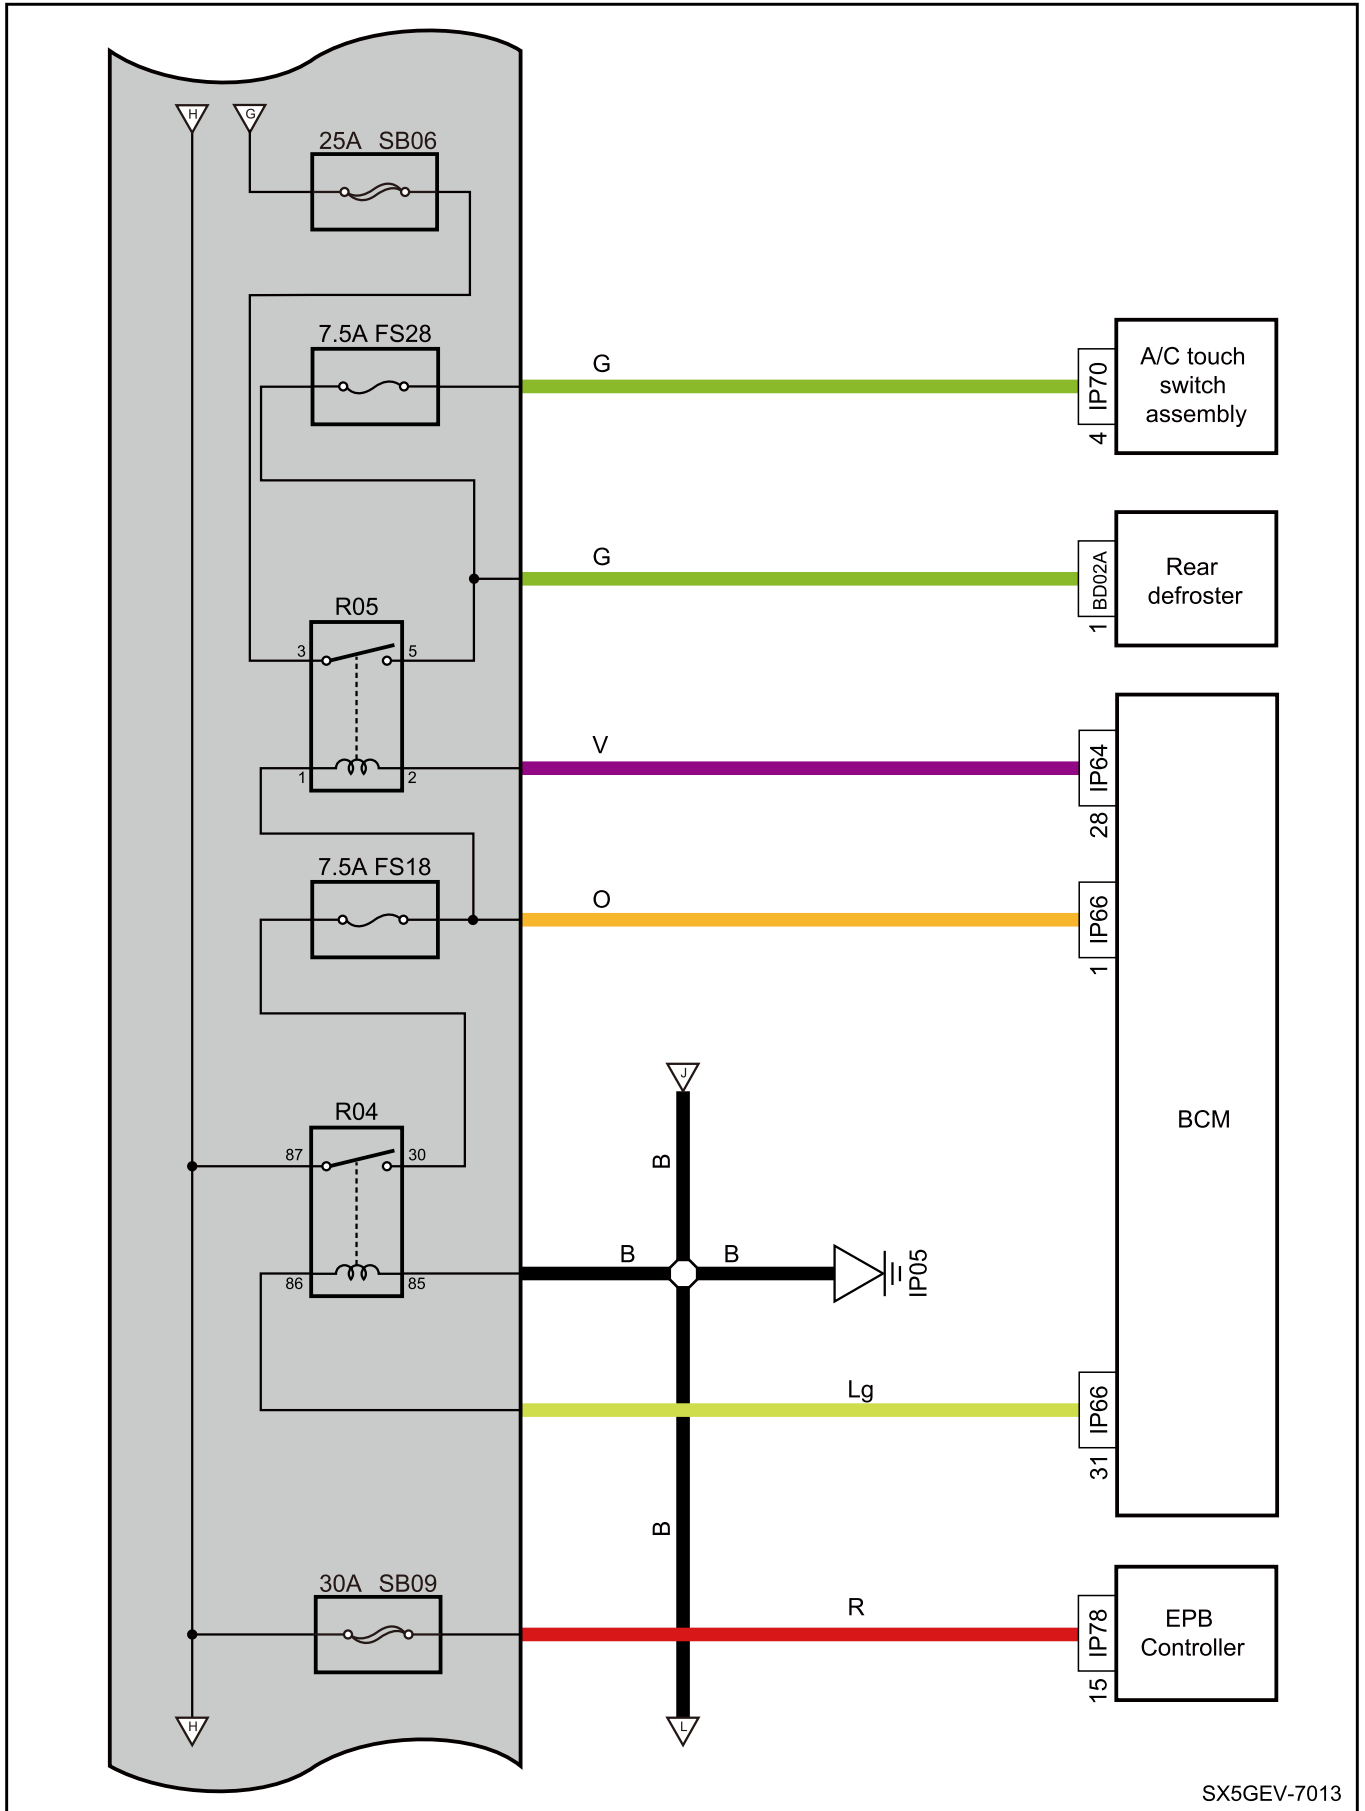 H
G
25A SB06
7.5A FS28
G
IP70
4
A/C touch
switch
assembly
G
BD02A
1
Rear
defroster
R05
3
5
1
2
V
IP64
28
7.5A FS18
O
IP66
1
BCM
J
B
R04
87
30
86
85
B
B
IP05
Lg
IP66
31
B
30A SB09
R
IP78
15
EPB
Controller
H
L
SX5GEV-7013